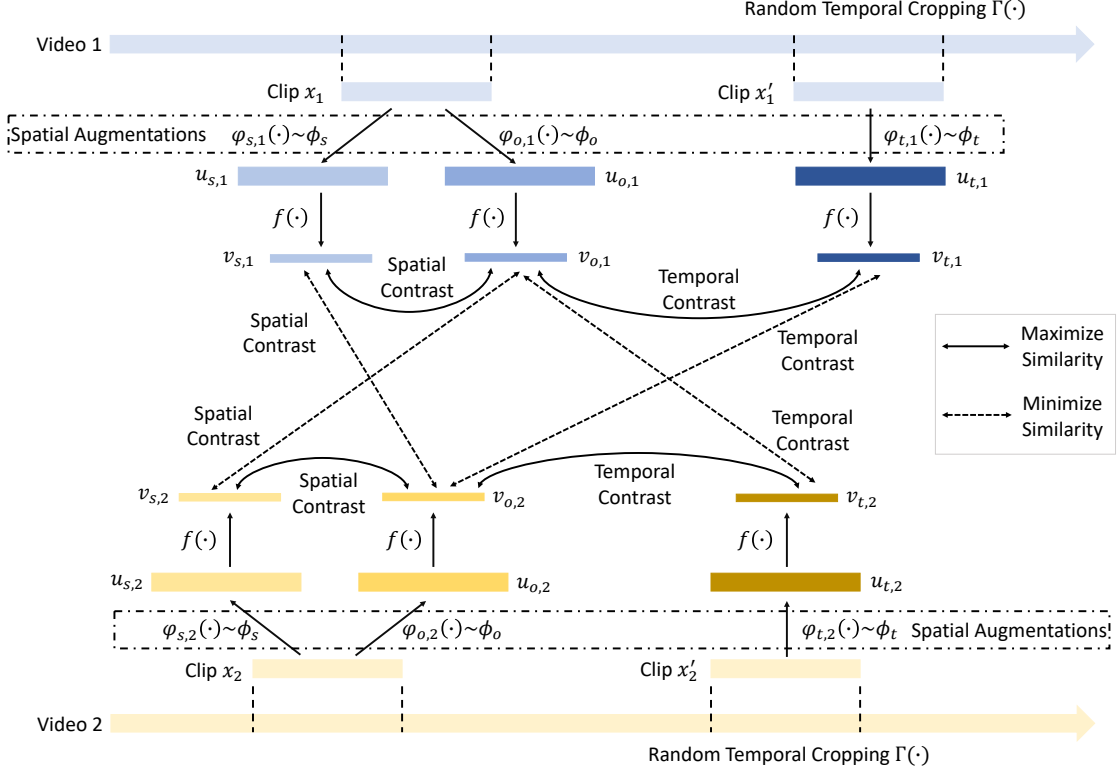 Random Temporal Cropping Γ(·)
Video 1
Clip x₁
Clip x₁′
Spatial Augmentations
φ_{s,1}(·)~ϕ_s
φ_{o,1}(·)~ϕ_o
φ_{t,1}(·)~ϕ_t
u_{s,1}
u_{o,1}
u_{t,1}
f(·)
f(·)
f(·)
v_{s,1}
Spatial
Contrast
v_{o,1}
Temporal
Contrast
v_{t,1}
Spatial
Contrast
Temporal
Contrast
Maximize
Similarity
Minimize
Similarity
Spatial
Contrast
Temporal
Contrast
v_{s,2}
Spatial
Contrast
v_{o,2}
Temporal
Contrast
v_{t,2}
f(·)
f(·)
f(·)
u_{s,2}
u_{o,2}
u_{t,2}
φ_{s,2}(·)~ϕ_s
φ_{o,2}(·)~ϕ_o
φ_{t,2}(·)~ϕ_t
Spatial Augmentations
Clip x₂
Clip x₂′
Video 2
Random Temporal Cropping Γ(·)